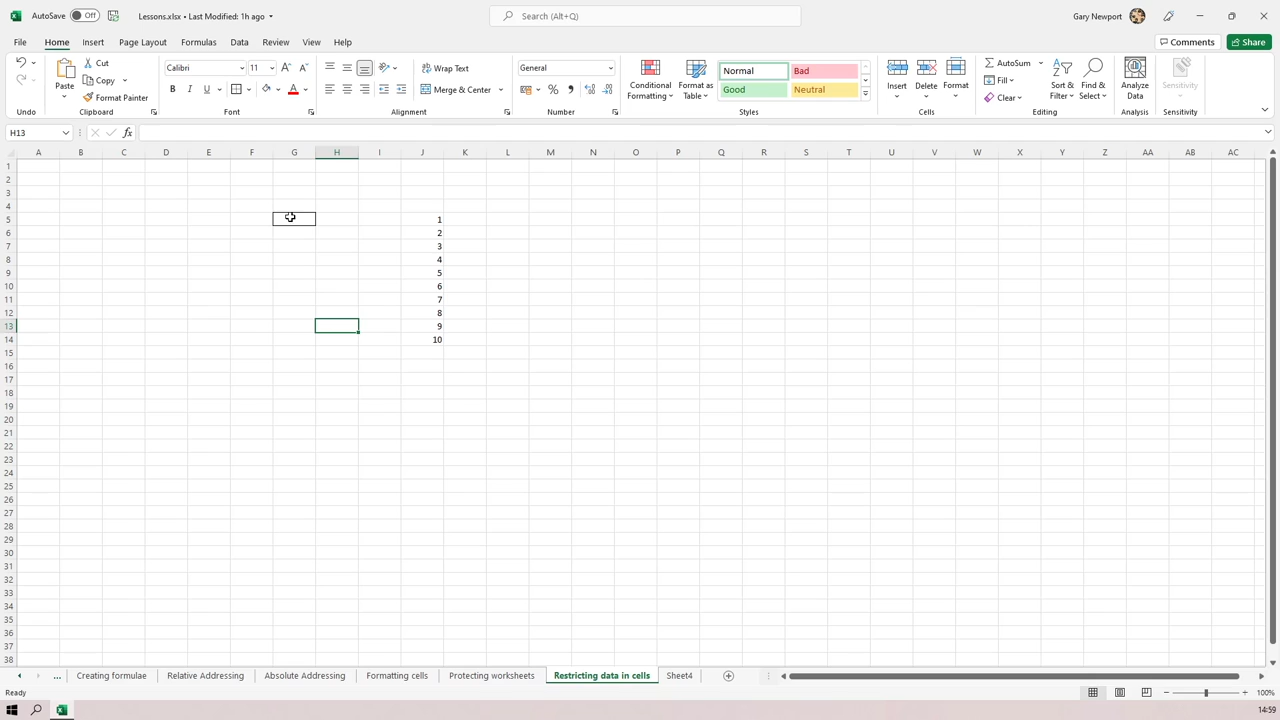 AutoSave Off Lessons.xlsx • Last Modified: 1h ago Search (Alt+Q) Gary Newport
File Home Insert Page Layout Formulas Data Review View Help Comments Share
Paste Cut Copy Format Painter
Calibri 11 A A B I U A
Wrap Text Merge & Center
General % 9
Conditional Formatting Format as Table
Normal Bad
Good Neutral
Insert Delete Format
AutoSum Fill Clear
Sort & Filter Find & Select
Analyze Data Sensitivity
Undo Clipboard Font Alignment Number Styles Cells Editing Analysis Sensitivity
H13 fx
A B C D E F G H I J K L M N O P Q R S T U V W X Y Z AA AB AC
1
2
3
4
5 1
6 2
7 3
8 4
9 5
10 6
11 7
12 8
13 9
14 10
15
16
17
18
19
20
21
22
23
24
25
26
27
28
29
30
31
32
33
34
35
36
37
38
... Creating formulae Relative Addressing Absolute Addressing Formatting cells Protecting worksheets Restricting data in cells Sheet4
Ready 100%
14:59